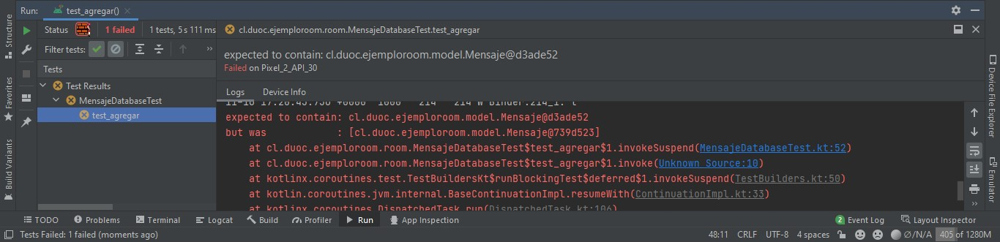 Run: test_agregar()
Status 1 failed 1 tests, 5 s 111 ms
cl.duoc.ejemploroom.room.MensajeDatabaseTest.test_agregar
Filter tests: »
expected to contain: cl.duoc.ejemploroom.model.Mensaje@d3ade52
Failed on Pixel_2_API_30
Tests
Test Results
MensajeDatabaseTest
test_agregar
Logs Device Info
expected to contain: cl.duoc.ejemploroom.model.Mensaje@d3ade52
but was : [cl.duoc.ejemploroom.model.Mensaje@739d523]
at cl.duoc.ejemploroom.room.MensajeDatabaseTest$test_agregar$1.invokeSuspend(MensajeDatabaseTest.kt:52)
at cl.duoc.ejemploroom.room.MensajeDatabaseTest$test_agregar$1.invoke(Unknown Source:10)
at kotlinx.coroutines.test.TestBuildersKt$runBlockingTest$deferred$1.invokeSuspend(TestBuilders.kt:50)
at kotlin.coroutines.jvm.internal.BaseContinuationImpl.resumeWith(ContinuationImpl.kt:33)
at kotlinx.coroutines.DispatchedTask.run(DispatchedTask.kt:106)
Structure
Favorites
Build Variants
Device File Explorer
Emulator
TODO Problems Terminal Logcat Build Profiler Run App Inspection 2 Event Log Layout Inspector
Tests Failed: 1 failed (moments ago) 48:11 CRLF UTF-8 4 spaces ∅/N/A 405 of 1280M